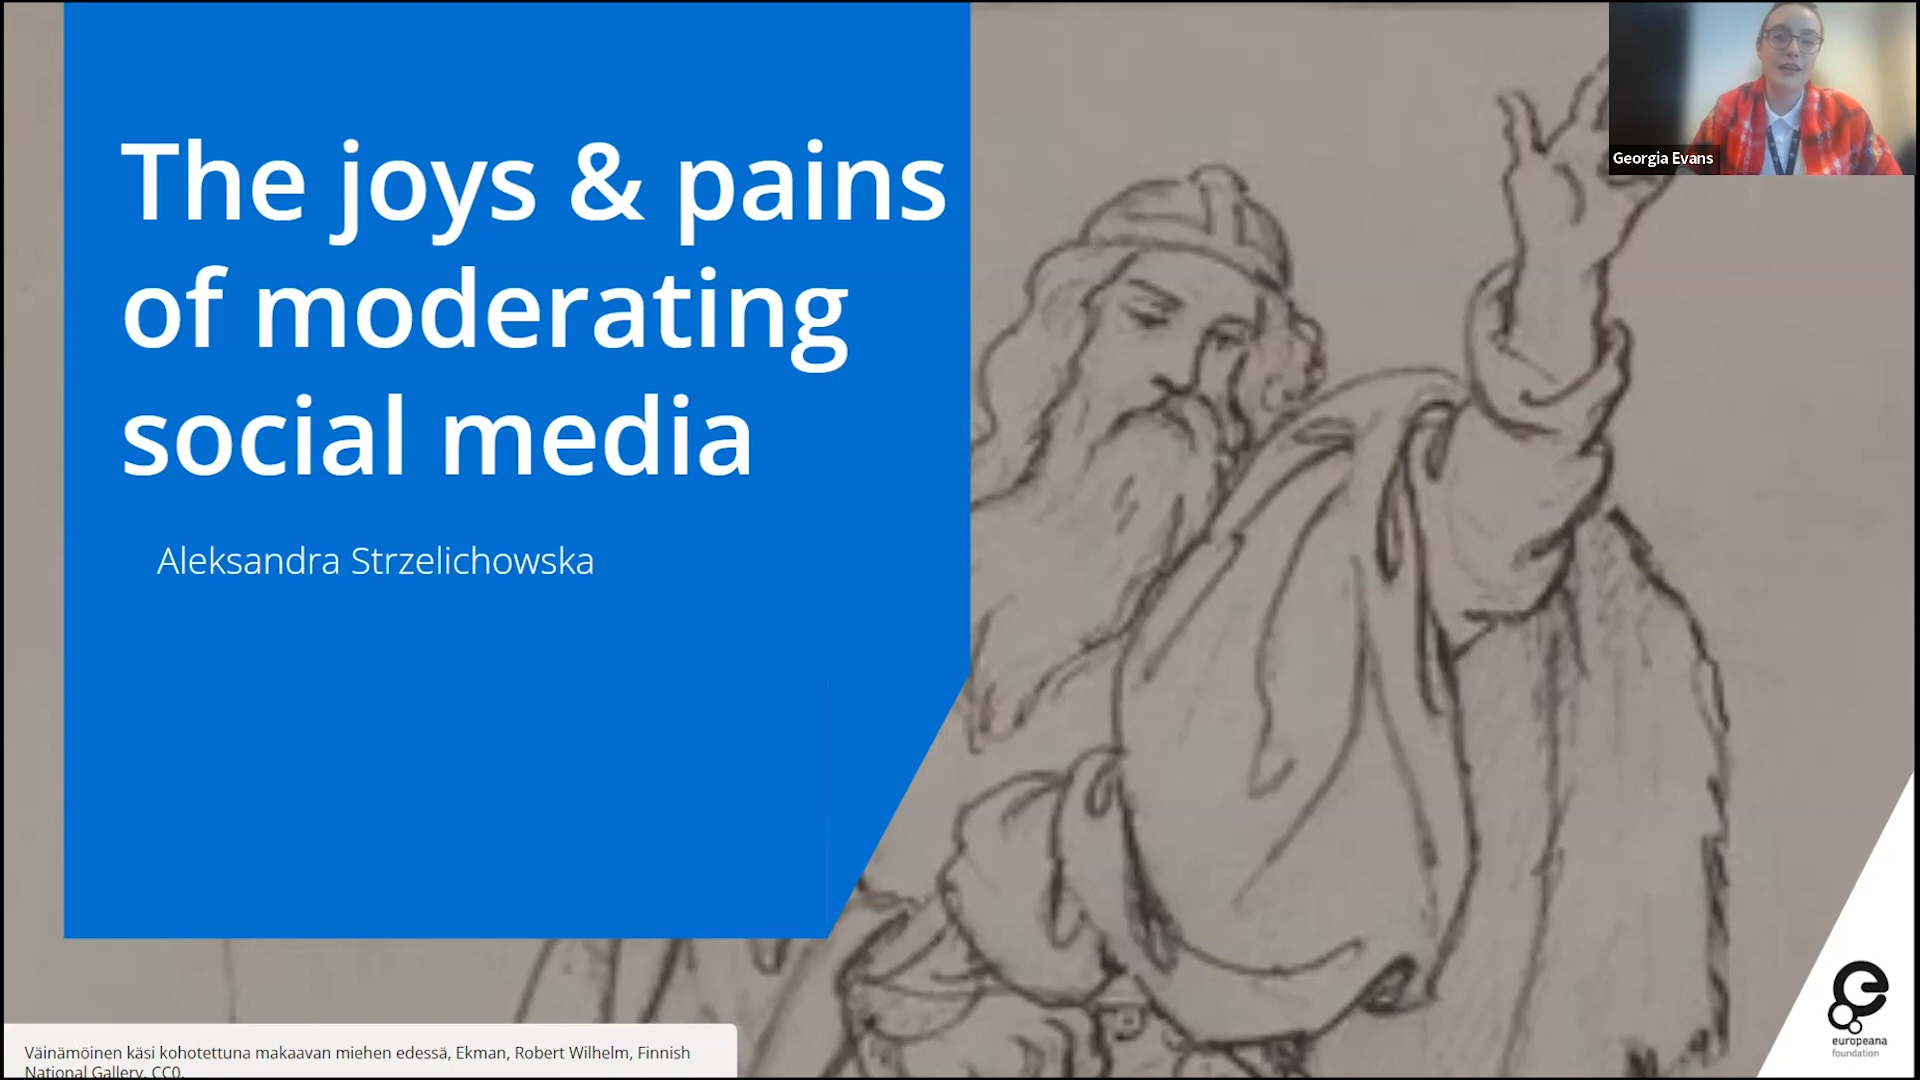 The joys & pains
of moderating
social media
Aleksandra Strzelichowska
Georgia Evans
Väinämöinen käsi kohotettuna makaavan miehen edessä, Ekman, Robert Wilhelm, Finnish
National Gallery, CC0.
europeana
foundation